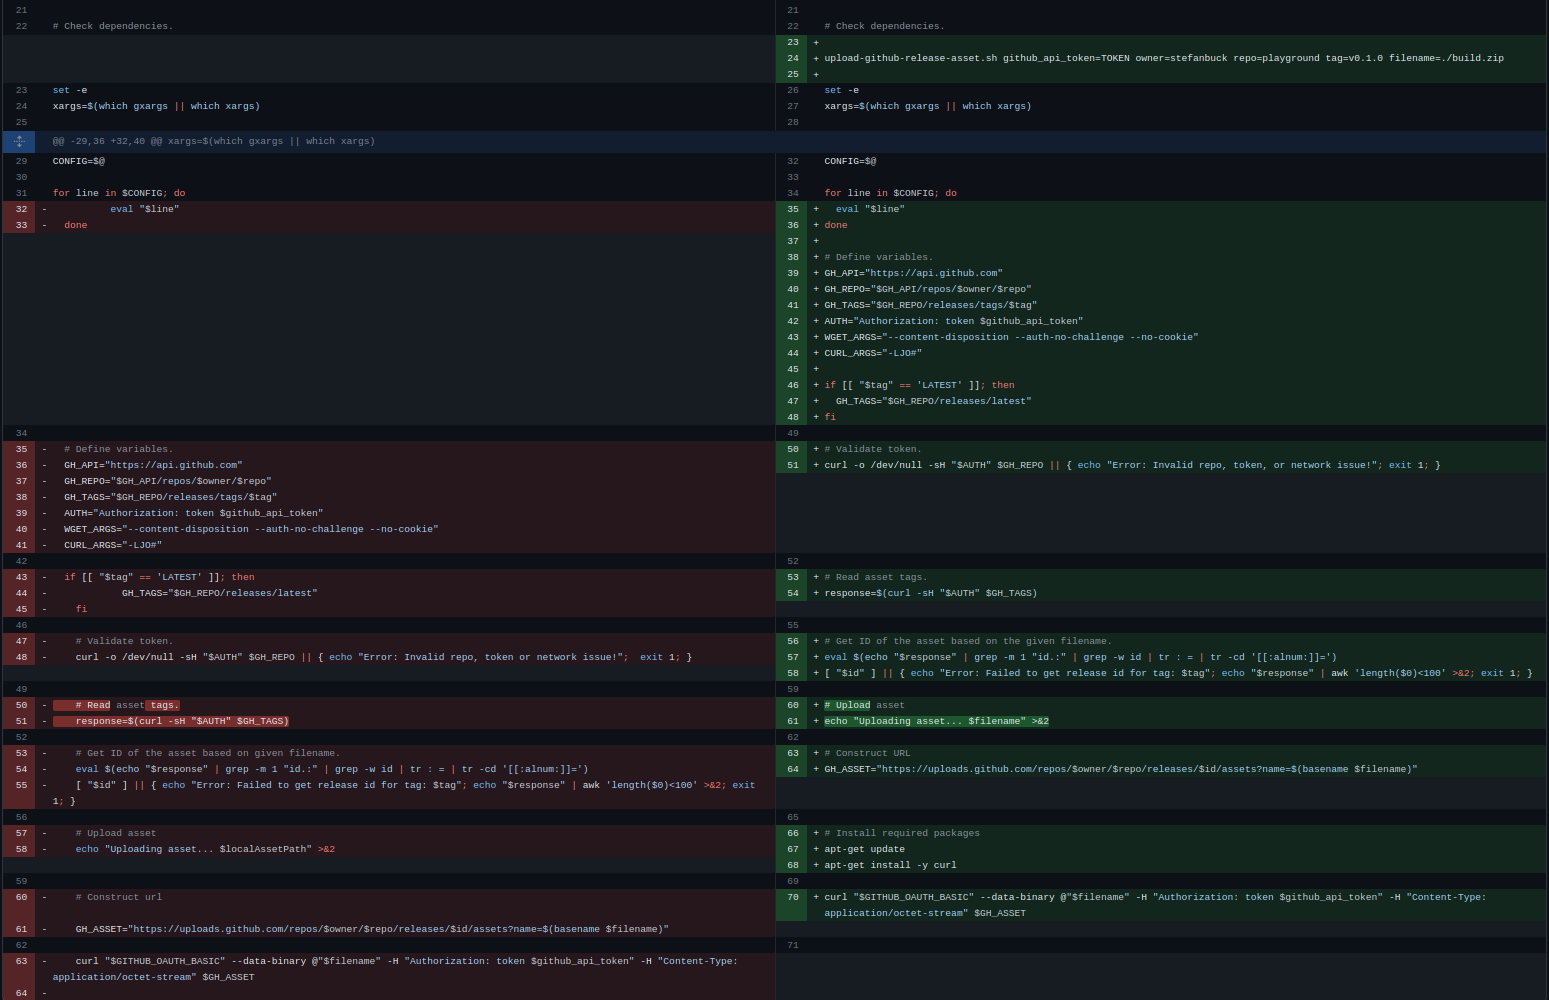 21
22 # Check dependencies.
23 set -e
24 xargs=$(which gxargs || which xargs)
25
@@ -29,36 +32,40 @@ xargs=$(which gxargs || which xargs)
29 CONFIG=$@
30
31 for line in $CONFIG; do
32 - eval "$line"
33 - done
34
35 - # Define variables.
36 - GH_API="https://api.github.com"
37 - GH_REPO="$GH_API/repos/$owner/$repo"
38 - GH_TAGS="$GH_REPO/releases/tags/$tag"
39 - AUTH="Authorization: token $github_api_token"
40 - WGET_ARGS="--content-disposition --auth-no-challenge --no-cookie"
41 - CURL_ARGS="-LJO#"
42
43 - if [[ "$tag" == 'LATEST' ]]; then
44 - GH_TAGS="$GH_REPO/releases/latest"
45 - fi
46
47 - # Validate token.
48 - curl -o /dev/null -sH "$AUTH" $GH_REPO || { echo "Error: Invalid repo, token or network issue!";  exit 1; }
49
50 - # Read asset tags.
51 - response=$(curl -sH "$AUTH" $GH_TAGS)
52
53 - # Get ID of the asset based on given filename.
54 - eval $(echo "$response" | grep -m 1 "id.:" | grep -w id | tr : = | tr -cd '[[:alnum:]]=')
55 - [ "$id" ] || { echo "Error: Failed to get release id for tag: $tag"; echo "$response" | awk 'length($0)<100' >&2; exit
1; }
56
57 - # Upload asset
58 - echo "Uploading asset... $localAssetPath" >&2
59
60 - # Construct url
61 - GH_ASSET="https://uploads.github.com/repos/$owner/$repo/releases/$id/assets?name=$(basename $filename)"
62
63 - curl "$GITHUB_OAUTH_BASIC" --data-binary @"$filename" -H "Authorization: token $github_api_token" -H "Content-Type:
application/octet-stream" $GH_ASSET
64 -
21
22 # Check dependencies.
23 +
24 + upload-github-release-asset.sh github_api_token=TOKEN owner=stefanbuck repo=playground tag=v0.1.0 filename=./build.zip
25 +
26 set -e
27 xargs=$(which gxargs || which xargs)
28
32 CONFIG=$@
33
34 for line in $CONFIG; do
35 + eval "$line"
36 + done
37 +
38 + # Define variables.
39 + GH_API="https://api.github.com"
40 + GH_REPO="$GH_API/repos/$owner/$repo"
41 + GH_TAGS="$GH_REPO/releases/tags/$tag"
42 + AUTH="Authorization: token $github_api_token"
43 + WGET_ARGS="--content-disposition --auth-no-challenge --no-cookie"
44 + CURL_ARGS="-LJO#"
45 +
46 + if [[ "$tag" == 'LATEST' ]]; then
47 + GH_TAGS="$GH_REPO/releases/latest"
48 + fi
49
50 + # Validate token.
51 + curl -o /dev/null -sH "$AUTH" $GH_REPO || { echo "Error: Invalid repo, token, or network issue!"; exit 1; }
52
53 + # Read asset tags.
54 + response=$(curl -sH "$AUTH" $GH_TAGS)
55
56 + # Get ID of the asset based on the given filename.
57 + eval $(echo "$response" | grep -m 1 "id.:" | grep -w id | tr : = | tr -cd '[[:alnum:]]=')
58 + [ "$id" ] || { echo "Error: Failed to get release id for tag: $tag"; echo "$response" | awk 'length($0)<100' >&2; exit 1; }
59
60 + # Upload asset
61 + echo "Uploading asset... $filename" >&2
62
63 + # Construct URL
64 + GH_ASSET="https://uploads.github.com/repos/$owner/$repo/releases/$id/assets?name=$(basename $filename)"
65
66 + # Install required packages
67 + apt-get update
68 + apt-get install -y curl
69
70 + curl "$GITHUB_OAUTH_BASIC" --data-binary @"$filename" -H "Authorization: token $github_api_token" -H "Content-Type:
application/octet-stream" $GH_ASSET
71